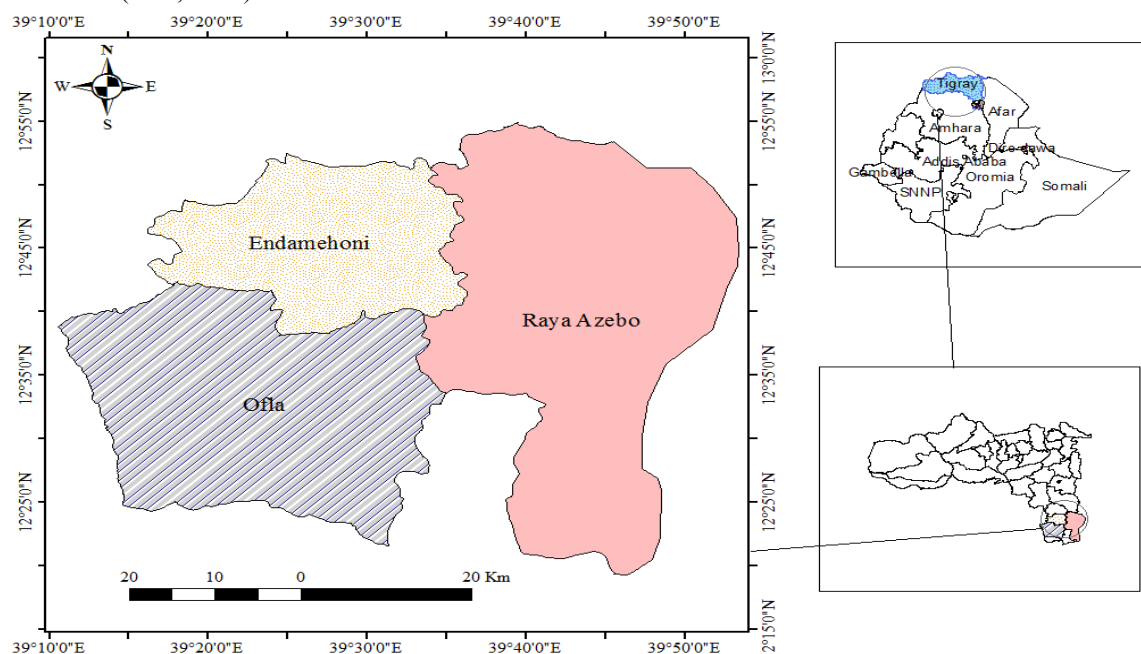 39°10'0"E 39°20'0"E 39°30'0"E 39°40'0"E 39°50'0"E
N
W E
S
13°0'0"N
12°55'0"N 12°55'0"N
12°45'0"N 12°45'0"N
12°35'0"N 12°35'0"N
12°25'0"N 12°25'0"N
2°15'0"N
Endamehoni
Raya Azebo
Ofla
20 10 0 20 Km
39°10'0"E 39°20'0"E 39°30'0"E 39°40'0"E 39°50'0"E
Tigray
Afar
Amhara
Dire dawa
Addis Ababa
Gambella
Oromia
SNNP
Somali